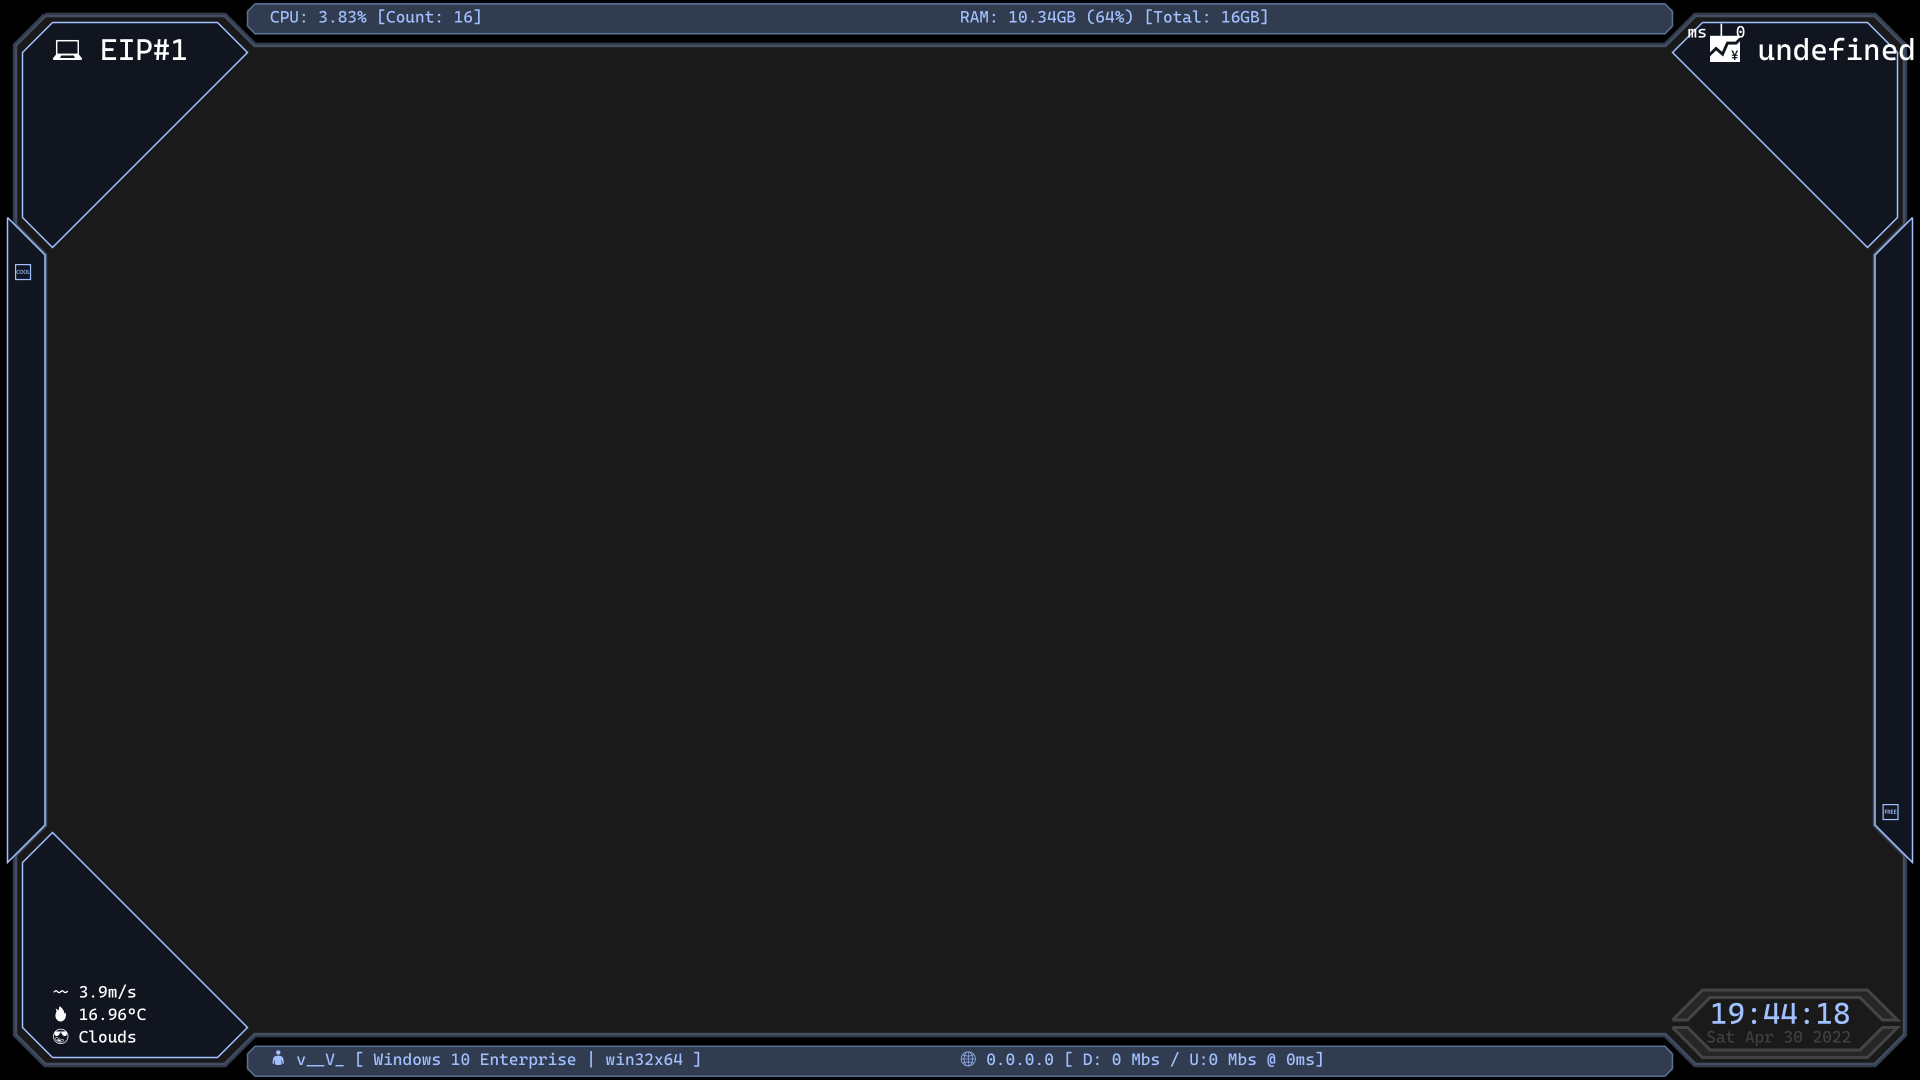 CPU: 3.83% [Count: 16]
RAM: 10.34GB (64%) [Total: 16GB]
EIP#1
ms | 0
undefined
COOL
FREE
3.9m/s
16.96°C
Clouds
19:44:18
Sat Apr 30 2022
v__V_ [ Windows 10 Enterprise | win32x64 ]
0.0.0.0 [ D: 0 Mbs / U:0 Mbs @ 0ms]